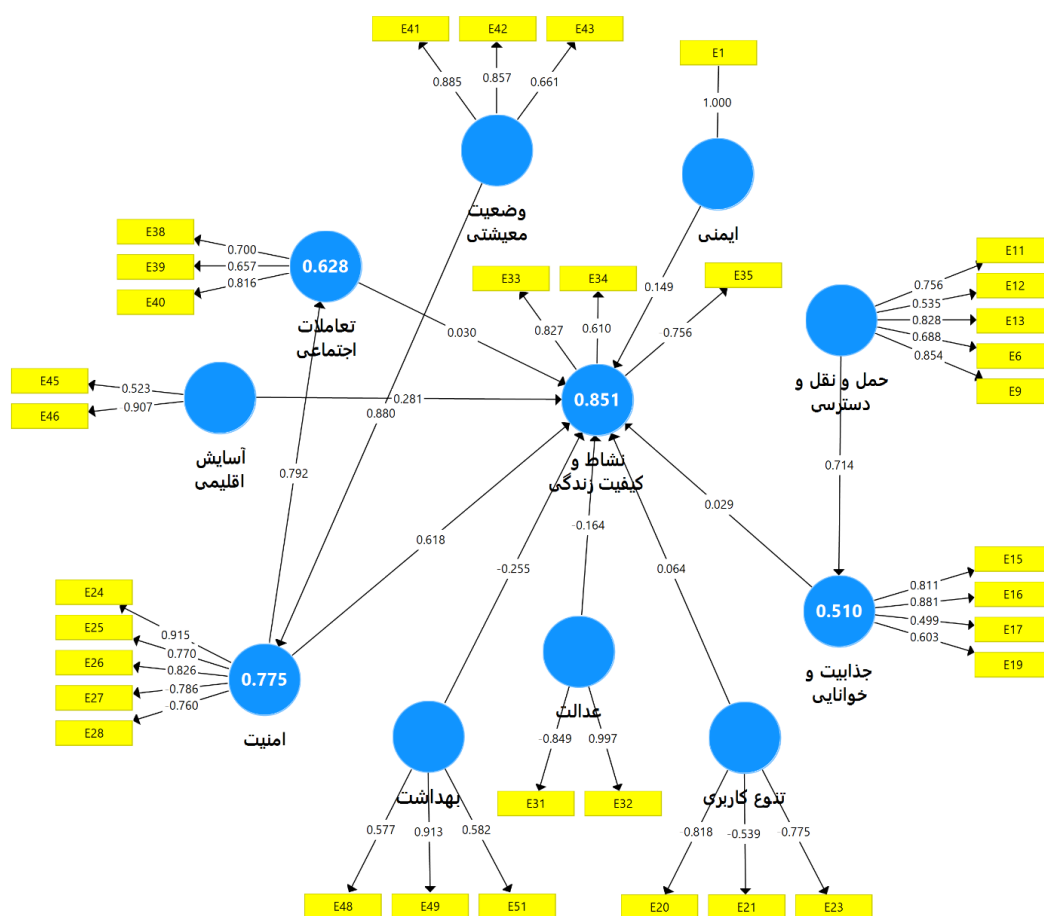 E41
E42
E43
E1
0.885
0.857
0.661
1.000
وضعیت
معیشتی
ایمنی
E38
E39
E40
0.700
0.657
0.816
0.628
تعاملات
اجتماعی
E33
E34
E35
0.827
0.610
0.756
0.149
0.030
E11
E12
E13
E6
E9
0.756
0.535
0.828
0.688
0.854
حمل و نقل و
دسترسی
E45
E46
0.523
0.907
آسایش
اقلیمی
0.281
0.880
0.851
نشاط و
کیفیت زندگی
0.792
0.714
0.618
-0.255
-0.164
0.064
0.029
E24
E25
E26
E27
E28
0.915
0.770
0.826
-0.786
-0.760
0.775
امنیت
E15
E16
E17
E19
0.811
0.881
0.499
0.603
0.510
جذابیت و
خوانایی
عدالت
-0.849
0.997
E31
E32
بهداشت
0.577
0.913
0.582
E48
E49
E51
تنوع کاربری
-0.818
-0.539
-0.775
E20
E21
E23